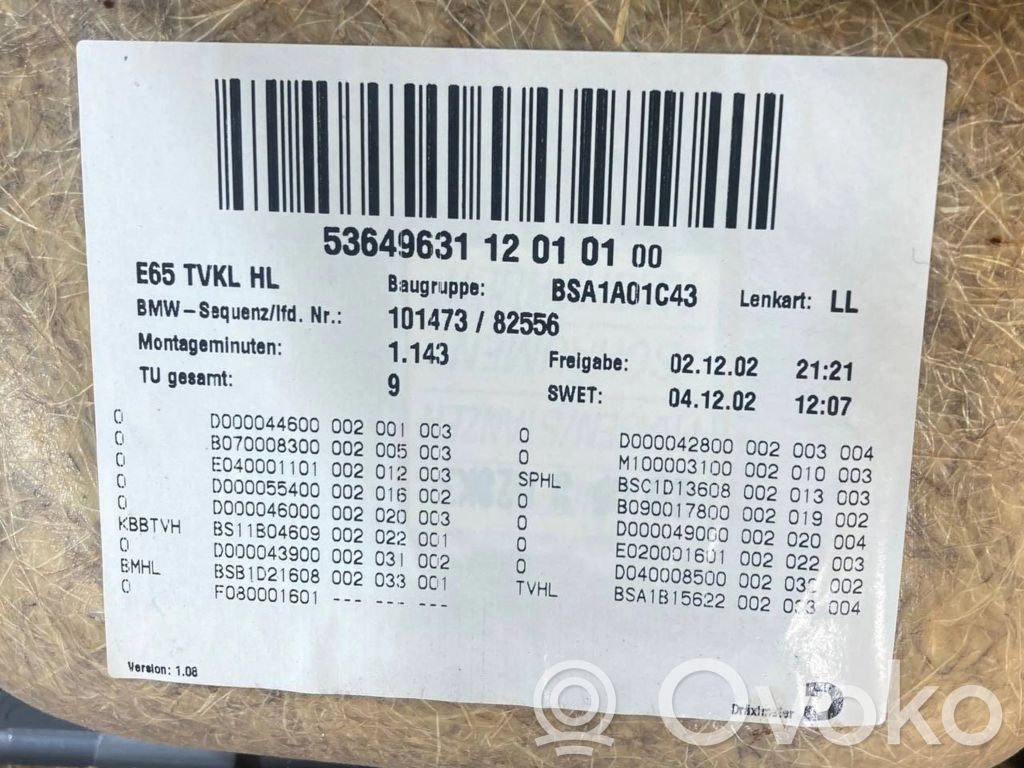 53649631 12 01 01 00
E65 TVKL HL Baugruppe: BSA1A01C43 Lenkart: LL
BMW-Sequenz/lfd. Nr.: 101473 / 82556
Montageminuten: 1.143 Freigabe: 02.12.02 21:21
TU gesamt: 9 SWET: 04.12.02 12:07
0 D000044600 002 001 003 0 D000042800 002 003 004
0 B070008300 002 005 003 0 M100003100 002 010 003
0 E040001101 002 012 003 SPHL BSC1D13608 002 013 003
0 D000055400 002 016 002 0 B090017800 002 019 002
0 D000046000 002 020 003 0 D000049000 002 020 004
KBBTVH BS11B04609 002 022 001 0 E020001601 002 022 003
0 D000043900 002 031 002 0 D040008500 002 002
BMHL BSB1D21608 002 033 001 TVHL BSA1B15622 002 033 004
0 F080001601 --- --- ---
Version: 1.08
Dräxlmaier D
Ovoko